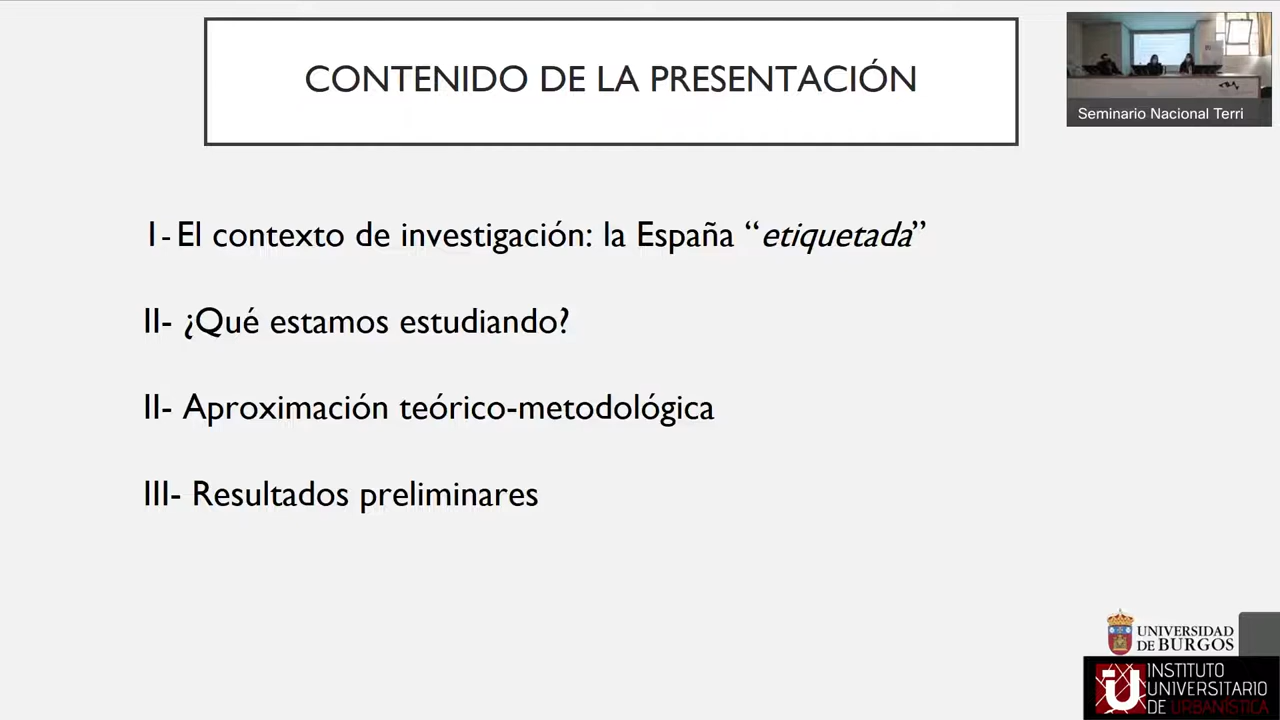 CONTENIDO DE LA PRESENTACIÓN
Seminario Nacional Terri
I- El contexto de investigación: la España “etiquetada”
II- ¿Qué estamos estudiando?
II- Aproximación teórico-metodológica
III- Resultados preliminares
UNIVERSIDAD
DE BURGOS
INSTITUTO
UNIVERSITARIO
DE URBANÍSTICA